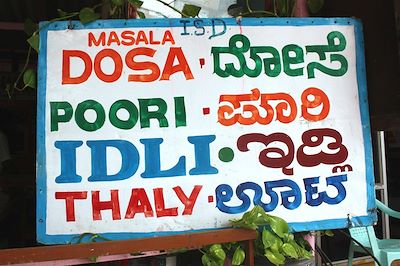 I.S.D
MASALA
DOSA · ದೋಸೆ
POORI · ಪೂರಿ
IDLI · ಇಡ್ಲಿ
THALY · ಊಟ